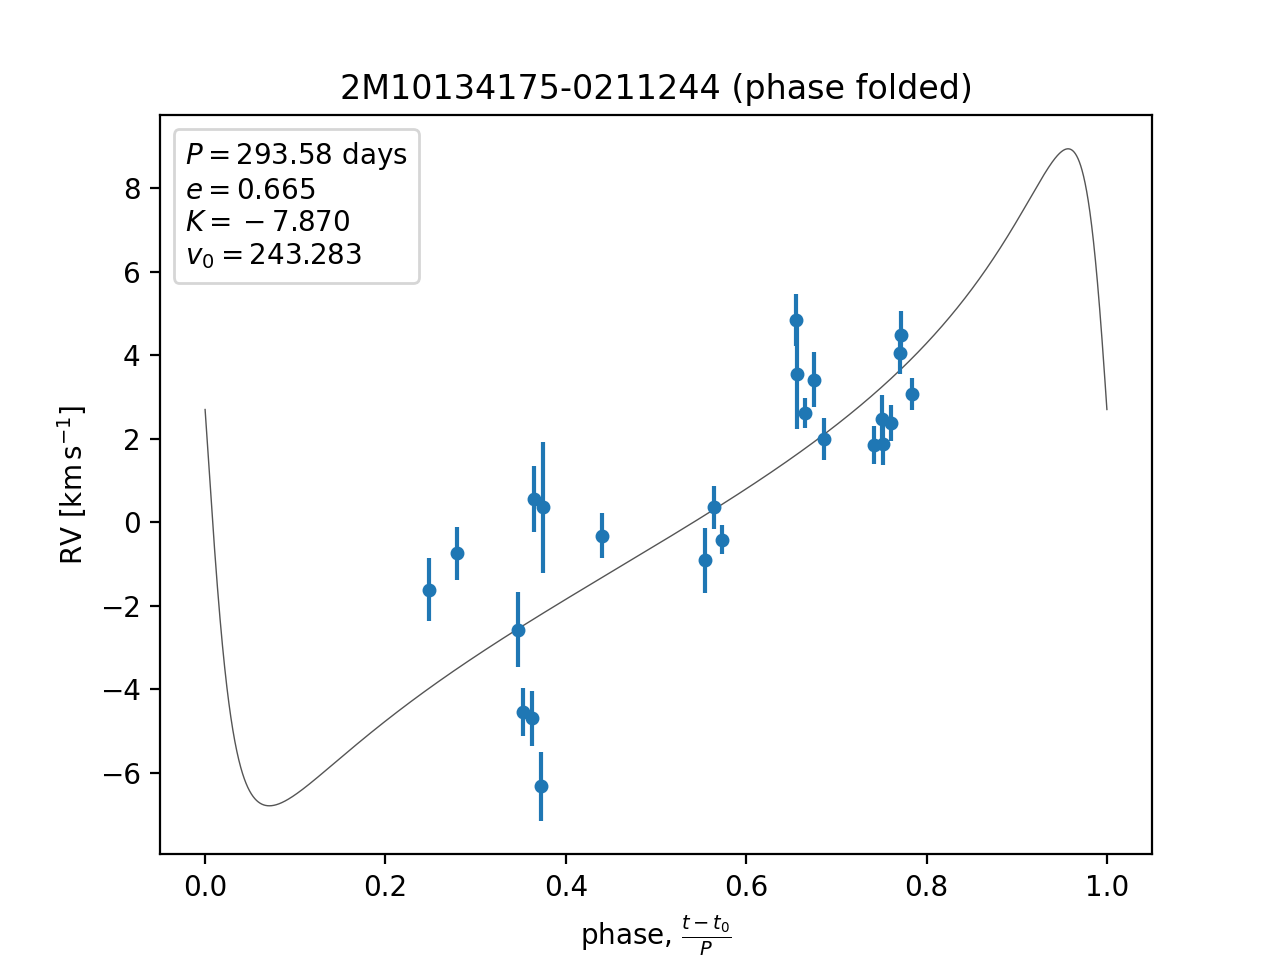 2M10134175-0211244 (phase folded)
P = 293.58 days
e = 0.665
K = − 7.870
v₀ = 243.283
8
6
4
2
0
−2
−4
−6
RV [km s⁻¹]
0.0 0.2 0.4 0.6 0.8 1.0
phase, (t − t₀)/P